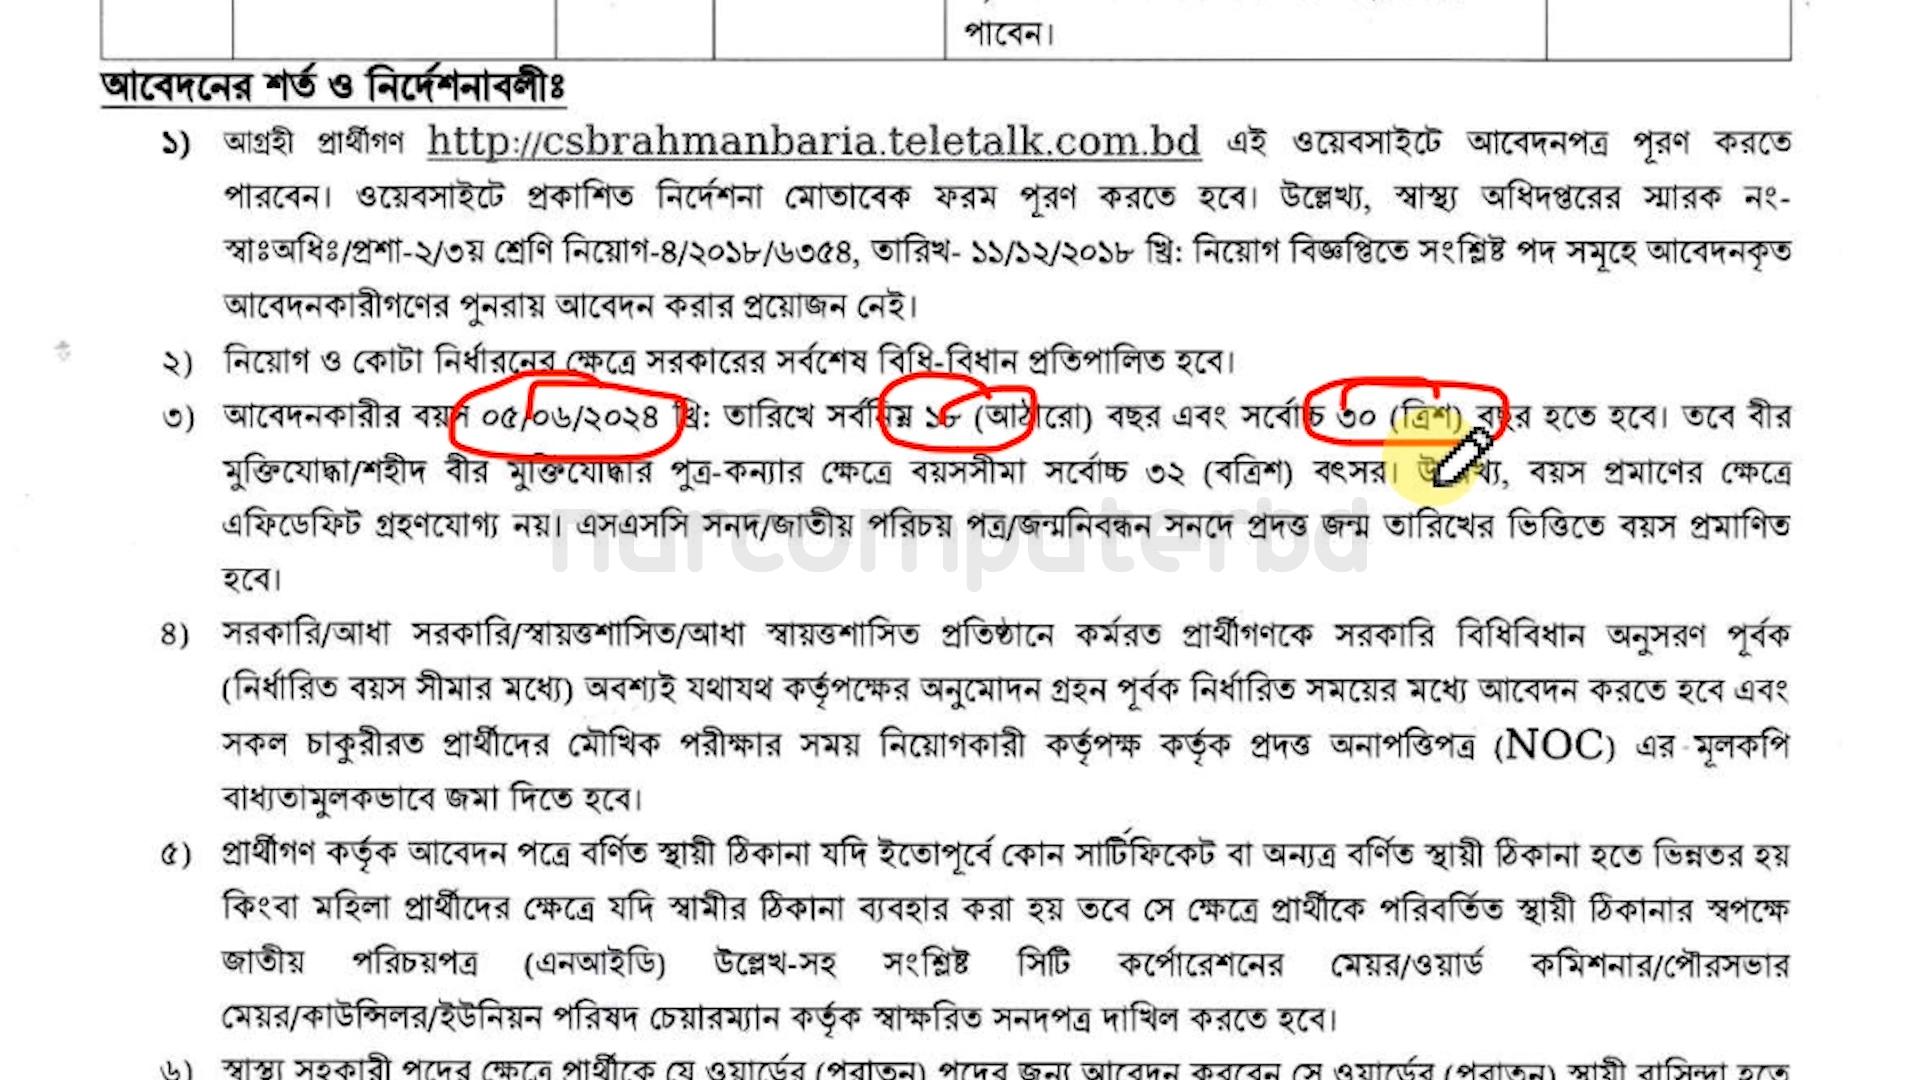 পাবেন।
আবেদনের শর্ত ও নির্দেশনাবলীঃ
১) আগ্রহী প্রার্থীগণ http://csbrahmanbaria.teletalk.com.bd এই ওয়েবসাইটে আবেদনপত্র পূরণ করতে
পারবেন। ওয়েবসাইটে প্রকাশিত নির্দেশনা মোতাবেক ফরম পূরণ করতে হবে। উল্লেখ্য, স্বাস্থ্য অধিদপ্তরের স্মারক নং-
স্বাঃঅধিঃ/প্রশা-২/৩য় শ্রেণি নিয়োগ-৪/২০১৮/৬৩৫৪, তারিখ- ১১/১২/২০১৮ খ্রি: নিয়োগ বিজ্ঞপ্তিতে সংশ্লিষ্ট পদ সমূহে আবেদনকৃত
আবেদনকারীগণের পুনরায় আবেদন করার প্রয়োজন নেই।
২) নিয়োগ ও কোটা নির্ধারনের ক্ষেত্রে সরকারের সর্বশেষ বিধি-বিধান প্রতিপালিত হবে।
৩) আবেদনকারীর বয়স ০৫/০৬/২০২৪ খ্রি: তারিখে সর্বনিম্ন ১৮ (আঠারো) বছর এবং সর্বোচ্চ ৩০ (ত্রিশ) বছর হতে হবে। তবে বীর
মুক্তিযোদ্ধা/শহীদ বীর মুক্তিযোদ্ধার পুত্র-কন্যার ক্ষেত্রে বয়সসীমা সর্বোচ্চ ৩২ (বত্রিশ) বৎসর। উল্লেখ্য, বয়স প্রমাণের ক্ষেত্রে
এফিডেফিট গ্রহণযোগ্য নয়। এসএসসি সনদ/জাতীয় পরিচয় পত্র/জন্মনিবন্ধন সনদে প্রদত্ত জন্ম তারিখের ভিত্তিতে বয়স প্রমাণিত
হবে।
nurcomputerbd
৪) সরকারি/আধা সরকারি/স্বায়ত্তশাসিত/আধা স্বায়ত্তশাসিত প্রতিষ্ঠানে কর্মরত প্রার্থীগণকে সরকারি বিধিবিধান অনুসরণ পূর্বক
(নির্ধারিত বয়স সীমার মধ্যে) অবশ্যই যথাযথ কর্তৃপক্ষের অনুমোদন গ্রহন পূর্বক নির্ধারিত সময়ের মধ্যে আবেদন করতে হবে এবং
সকল চাকুরীরত প্রার্থীদের মৌখিক পরীক্ষার সময় নিয়োগকারী কর্তৃপক্ষ কর্তৃক প্রদত্ত অনাপত্তিপত্র (NOC) এর মূলকপি
বাধ্যতামুলকভাবে জমা দিতে হবে।
৫) প্রার্থীগণ কর্তৃক আবেদন পত্রে বর্ণিত স্থায়ী ঠিকানা যদি ইতোপূর্বে কোন সার্টিফিকেট বা অন্যত্র বর্ণিত স্থায়ী ঠিকানা হতে ভিন্নতর হয়
কিংবা মহিলা প্রার্থীদের ক্ষেত্রে যদি স্বামীর ঠিকানা ব্যবহার করা হয় তবে সে ক্ষেত্রে প্রার্থীকে পরিবর্তিত স্থায়ী ঠিকানার স্বপক্ষে
জাতীয় পরিচয়পত্র (এনআইডি) উল্লেখ-সহ সংশ্লিষ্ট সিটি কর্পোরেশনের মেয়র/ওয়ার্ড কমিশনার/পৌরসভার
মেয়র/কাউন্সিলর/ইউনিয়ন পরিষদ চেয়ারম্যান কর্তৃক স্বাক্ষরিত সনদপত্র দাখিল করতে হবে।
৬) স্বাস্থ্য সহকারী পদের ক্ষেত্রে প্রার্থীকে যে ওয়ার্ডের (পুরাতন) পদের জন্য আবেদন করবেন সে ওয়ার্ডের (পুরাতন) স্থায়ী বাসিন্দা হতে